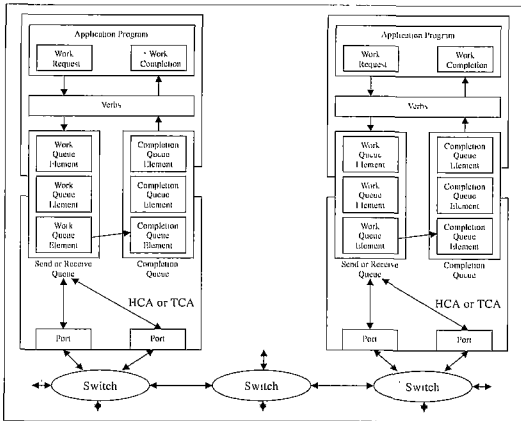 Application Program
Work
Request
Work
Completion
Verbs
Work
Queue
Element
Work
Queue
Element
Work
Queue
Element
Send or Receive
Queue
Completion
Queue
Element
Completion
Queue
Element
Completion
Queue
Element
Completion
Queue
HCA or TCA
Port
Port
Switch
Switch
Application Program
Work
Request
Work
Completion
Verbs
Work
Queue
Element
Work
Queue
Element
Work
Queue
Element
Send or Receive
Queue
Completion
Queue
Element
Completion
Queue
Element
Completion
Queue
Element
Completion
Queue
HCA or TCA
Port
Port
Switch